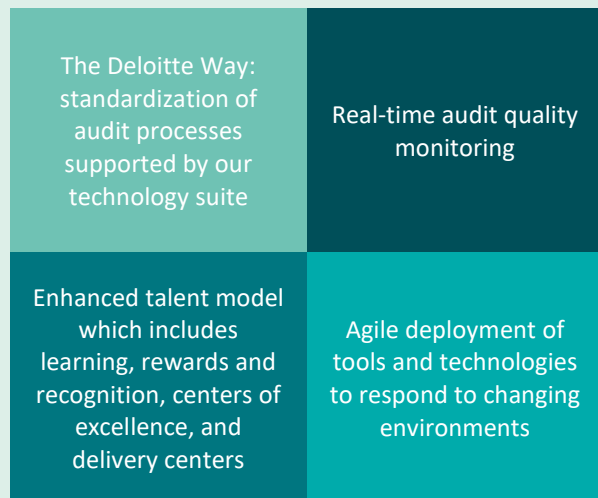 The Deloitte Way:
standardization of
audit processes
supported by our
technology suite
Real-time audit quality
monitoring
Enhanced talent model
which includes
learning, rewards and
recognition, centers of
excellence, and
delivery centers
Agile deployment of
tools and technologies
to respond to changing
environments